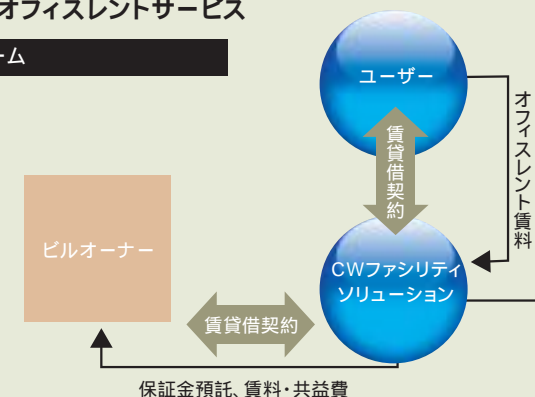 オフィスレントサービス
ーム
ユーザー
賃貸借契約
オフィスレント賃料
ビルオーナー
CWファシリティ
ソリューション
賃貸借契約
保証金預託、賃料・共益費